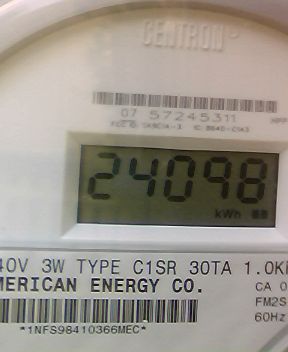 CENTRON
07 57245311
24098
kWh
40V 3W TYPE C1SR 30TA 1.0K
MERICAN ENERGY CO. CA 0
FM2S
*1NFS98410366MEC* 60Hz